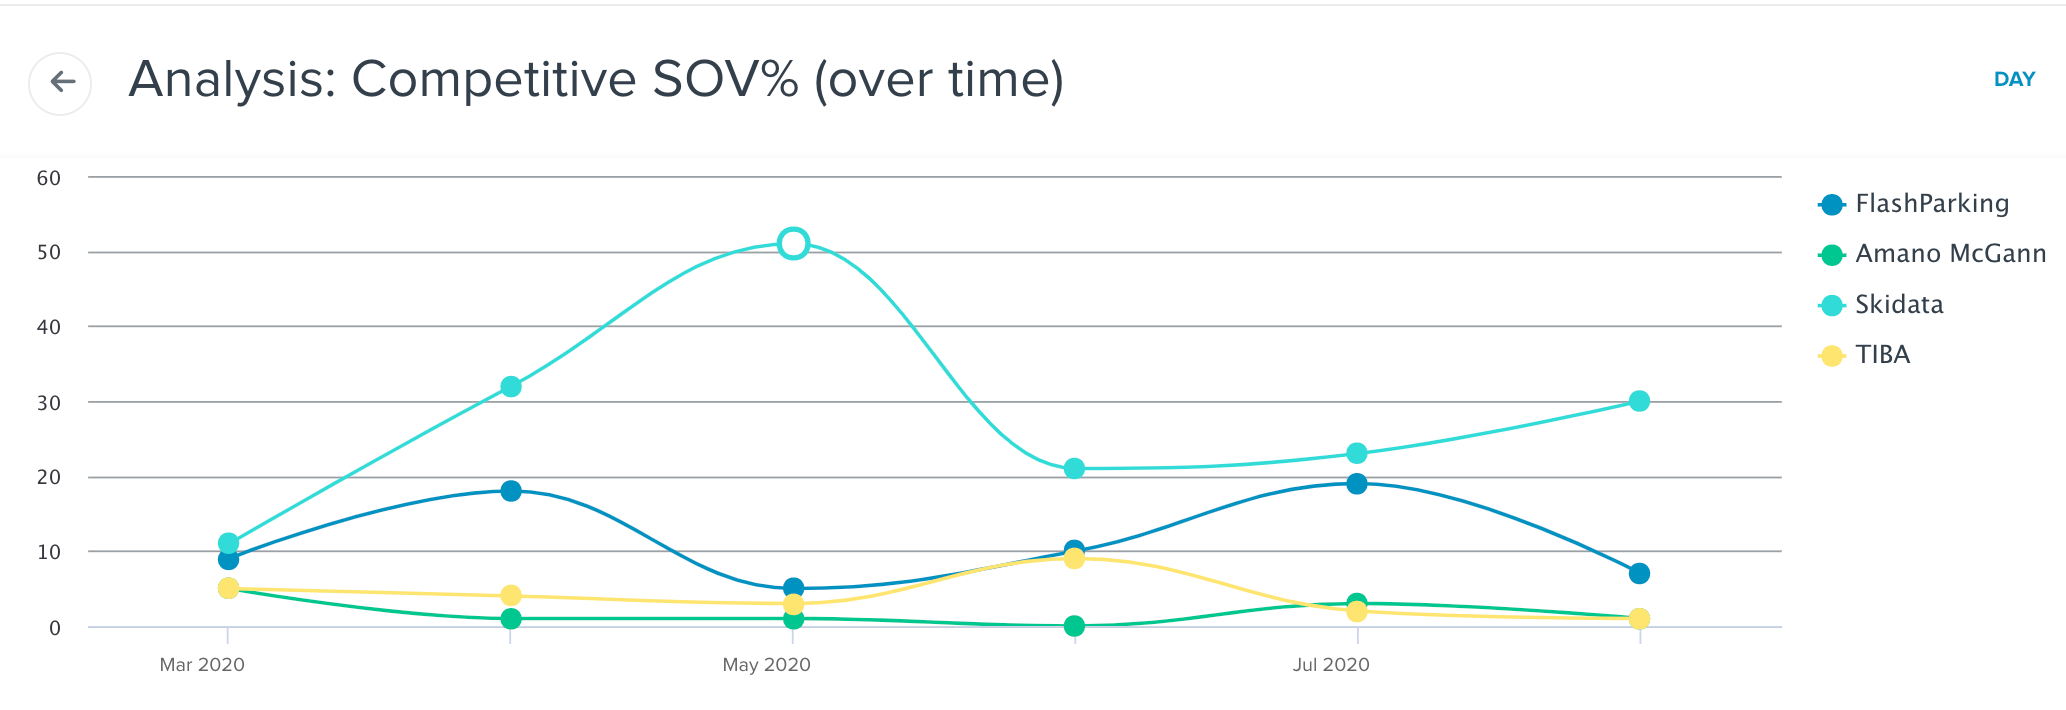 Analysis: Competitive SOV% (over time)
DAY
60
50
40
30
20
10
0
Mar 2020
May 2020
Jul 2020
FlashParking
Amano McGann
Skidata
TIBA